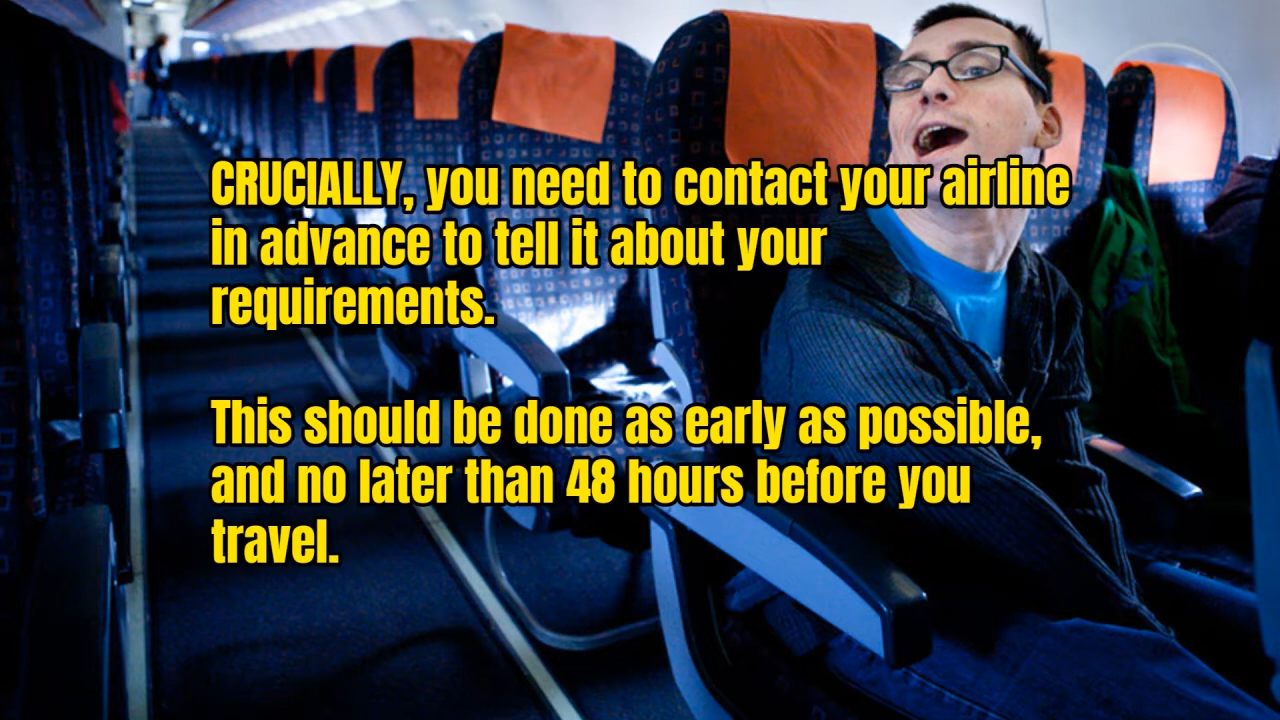 CRUCIALLY, you need to contact your airline
in advance to tell it about your
requirements.
This should be done as early as possible,
and no later than 48 hours before you
travel.